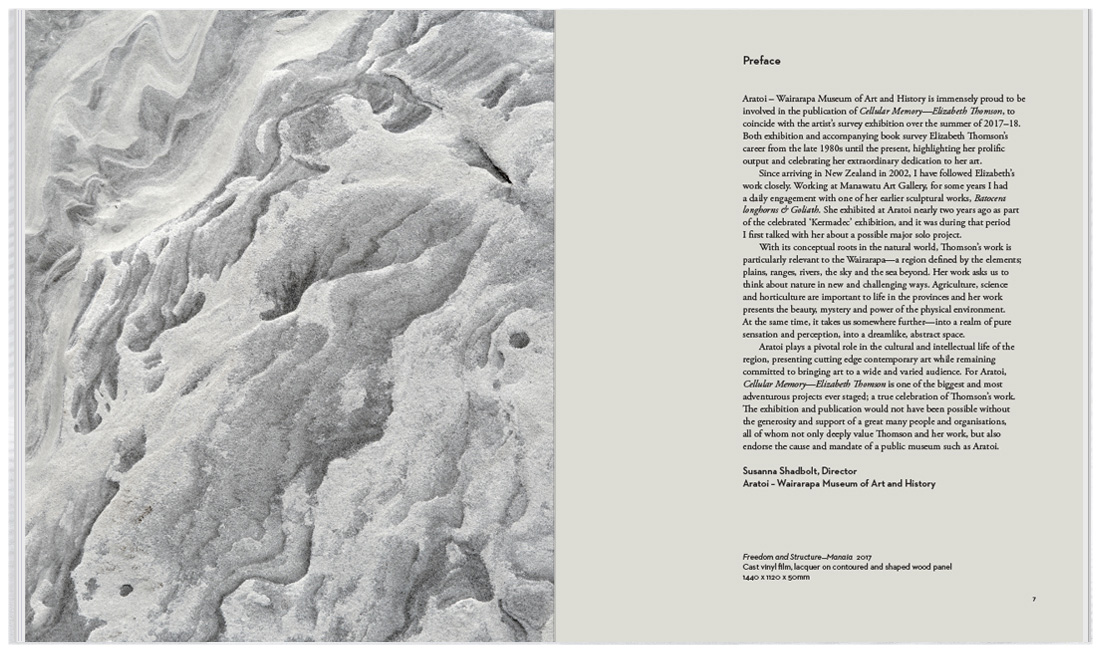 Preface
Aratoi – Wairarapa Museum of Art and History is immensely proud to be
involved in the publication of Cellular Memory—Elizabeth Thomson, to
coincide with the artist's survey exhibition over the summer of 2017–18.
Both exhibition and accompanying book survey Elizabeth Thomson's
career from the late 1980s until the present, highlighting her prolific
output and celebrating her extraordinary dedication to her art.
Since arriving in New Zealand in 2002, I have followed Elizabeth's
work closely. Working at Manawatu Art Gallery, for some years I had
a daily engagement with one of her earlier sculptural works, Batocera
longhorns & Goliath. She exhibited at Aratoi nearly two years ago as part
of the celebrated 'Kermadec' exhibition, and it was during that period
I first talked with her about a possible major solo project.
With its conceptual roots in the natural world, Thomson's work is
particularly relevant to the Wairarapa—a region defined by the elements;
plains, ranges, rivers, the sky and the sea beyond. Her work asks us to
think about nature in new and challenging ways. Agriculture, science
and horticulture are important to life in the provinces and her work
presents the beauty, mystery and power of the physical environment.
At the same time, it takes us somewhere further—into a realm of pure
sensation and perception, into a dreamlike, abstract space.
Aratoi plays a pivotal role in the cultural and intellectual life of the
region, presenting cutting edge contemporary art while remaining
committed to bringing art to a wide and varied audience. For Aratoi,
Cellular Memory—Elizabeth Thomson is one of the biggest and most
adventurous projects ever staged; a true celebration of Thomson's work.
The exhibition and publication would not have been possible without
the generosity and support of a great many people and organisations,
all of whom not only deeply value Thomson and her work, but also
endorse the cause and mandate of a public museum such as Aratoi.
Susanna Shadbolt, Director
Aratoi – Wairarapa Museum of Art and History
Freedom and Structure—Manaia 2017
Cast vinyl film, lacquer on contoured and shaped wood panel
1440 x 1120 x 50mm
7